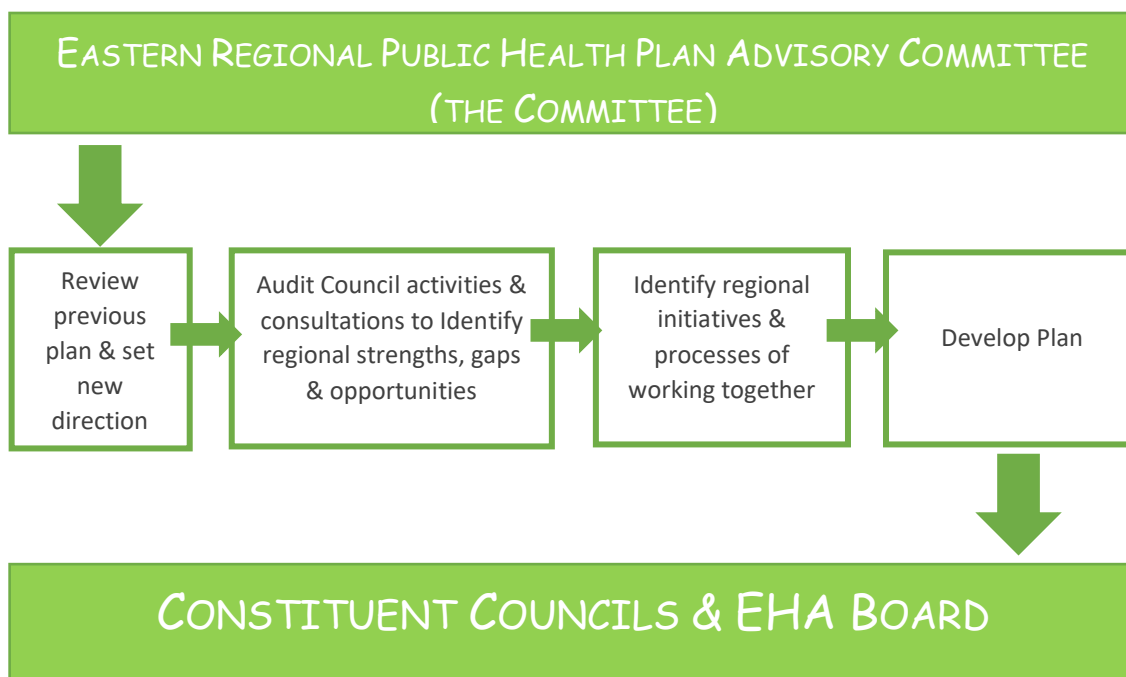 EASTERN REGIONAL PUBLIC HEALTH PLAN ADVISORY COMMITTEE
(THE COMMITTEE)
Review
previous
plan & set
new
direction
Audit Council activities &
consultations to Identify
regional strengths, gaps
& opportunities
Identify regional
initiatives &
processes of
working together
Develop Plan
CONSTITUENT COUNCILS & EHA BOARD